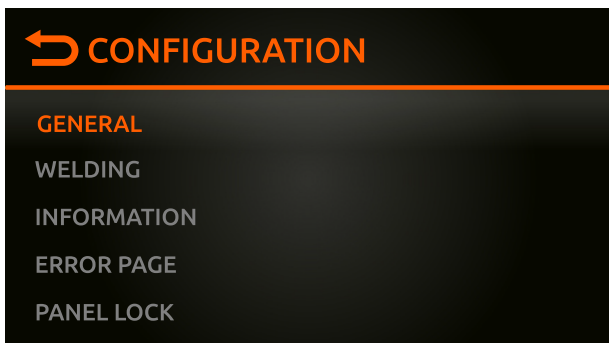 CONFIGURATION
GENERAL
WELDING
INFORMATION
ERROR PAGE
PANEL LOCK